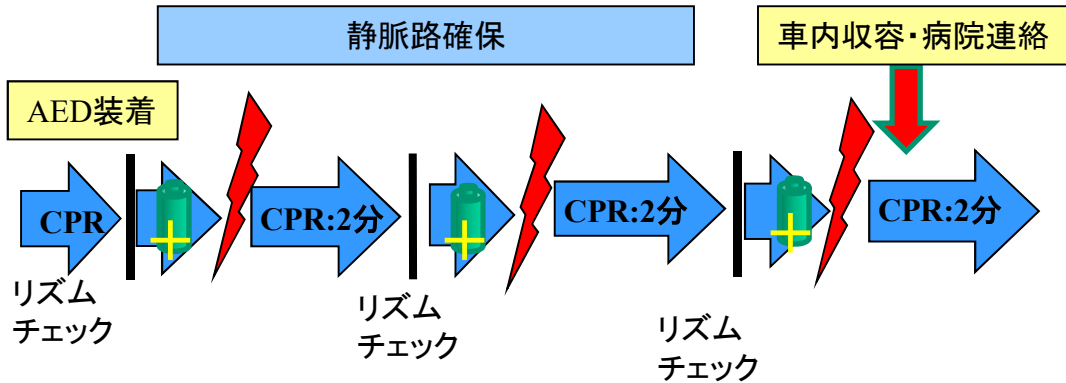 静脈路確保
車内収容・病院連絡
AED装着
CPR
CPR:2分
CPR:2分
CPR:2分
リズム
チェック
リズム
チェック
リズム
チェック